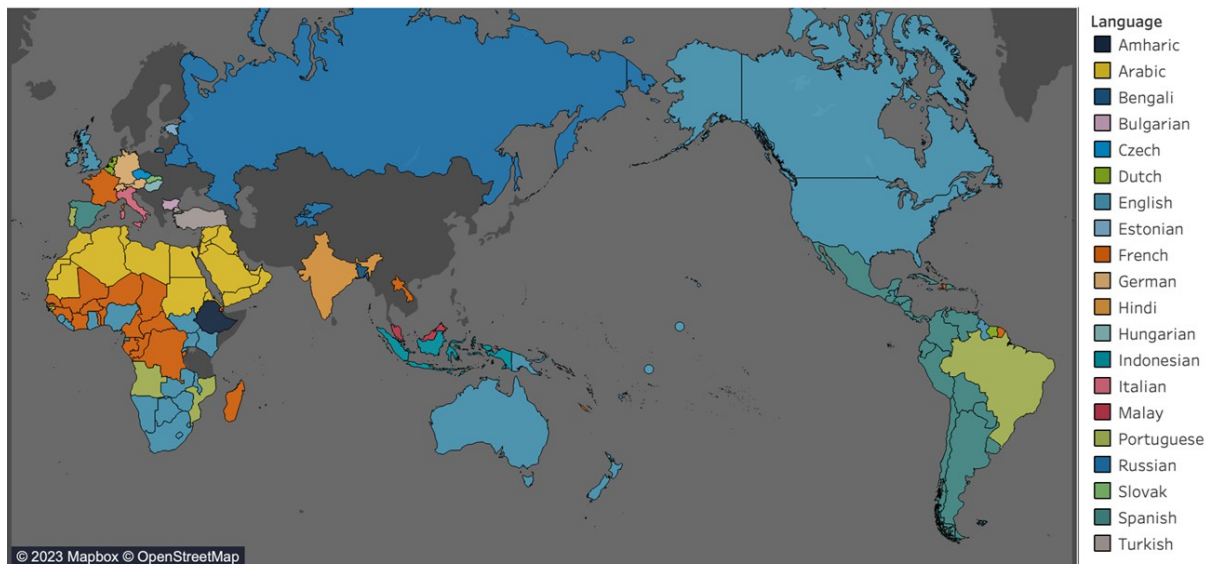 Language
Amharic
Arabic
Bengali
Bulgarian
Czech
Dutch
English
Estonian
French
German
Hindi
Hungarian
Indonesian
Italian
Malay
Portuguese
Russian
Slovak
Spanish
Turkish
© 2023 Mapbox © OpenStreetMap